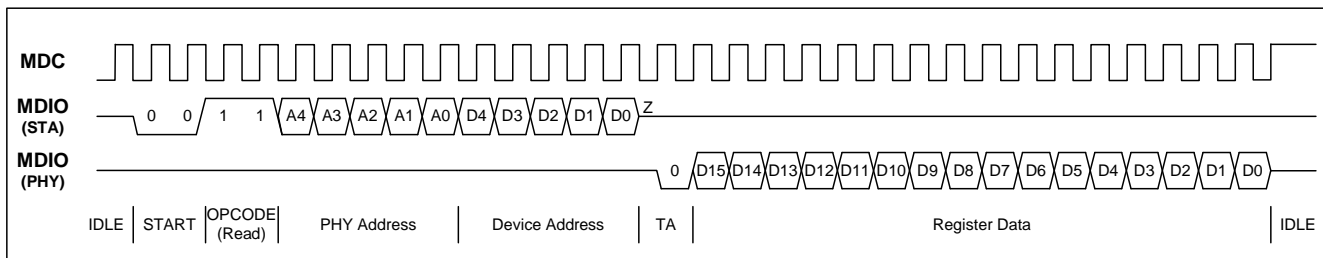 MDC
MDIO
(STA)
0 0 1 1 A4 A3 A2 A1 A0 D4 D3 D2 D1 D0 Z
MDIO
(PHY)
0 D15 D14 D13 D12 D11 D10 D9 D8 D7 D6 D5 D4 D3 D2 D1 D0
IDLE START OPCODE
(Read) PHY Address Device Address TA Register Data IDLE